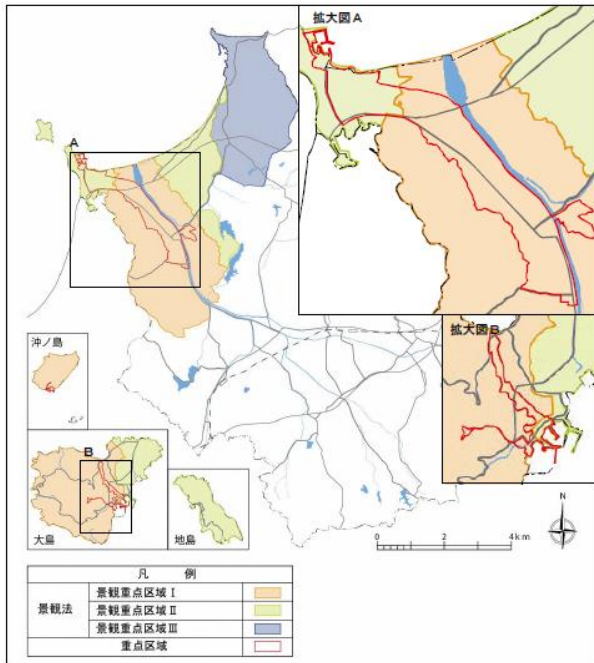 拡大図A
A
拡大図B
沖ノ島
B
大島
地島
N
0 2 4km
凡 例
景観法
景観重点区域Ⅰ
景観重点区域Ⅱ
景観重点区域Ⅲ
重点区域